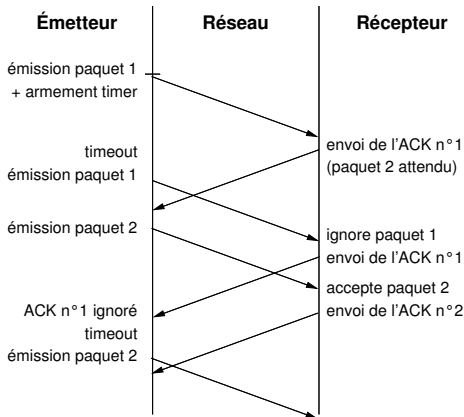 Émetteur
Réseau
Récepteur
émission paquet 1
+ armement timer
envoi de l'ACK n°1
(paquet 2 attendu)
timeout
émission paquet 1
émission paquet 2
ignore paquet 1
envoi de l'ACK n°1
accepte paquet 2
envoi de l'ACK n°2
ACK n°1 ignoré
timeout
émission paquet 2